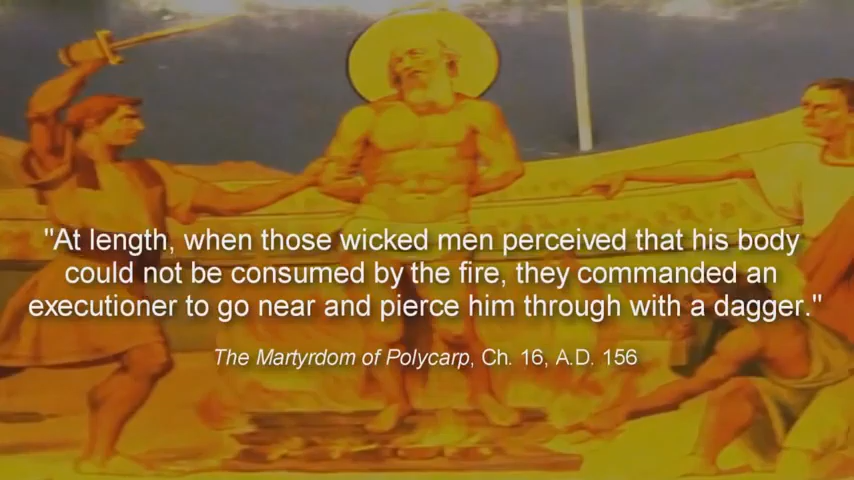 "At length, when those wicked men perceived that his body
could not be consumed by the fire, they commanded an
executioner to go near and pierce him through with a dagger."
The Martyrdom of Polycarp, Ch. 16, A.D. 156